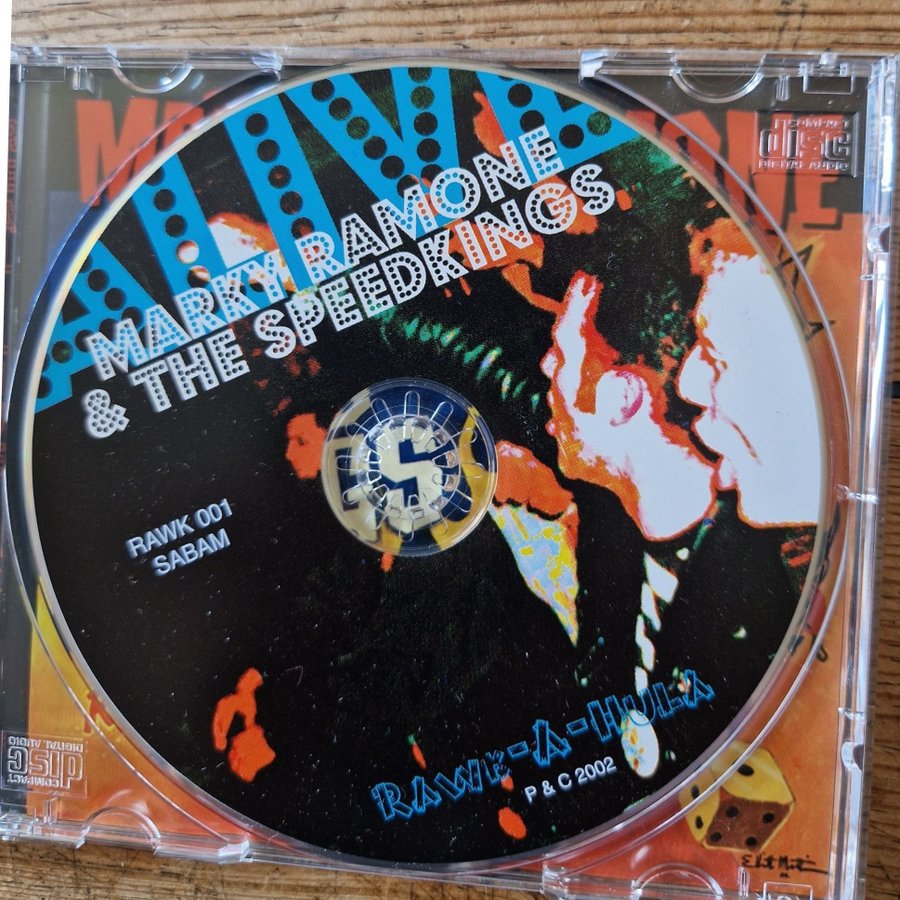 ALIVE
MARKY RAMONE
& THE SPEEDKINGS
COMPACT
disc
DIGITAL AUDIO
RAWK 001
SABAM
RAWK-A-HULA
P & C 2002
COMPACT
disc
DIGITAL AUDIO